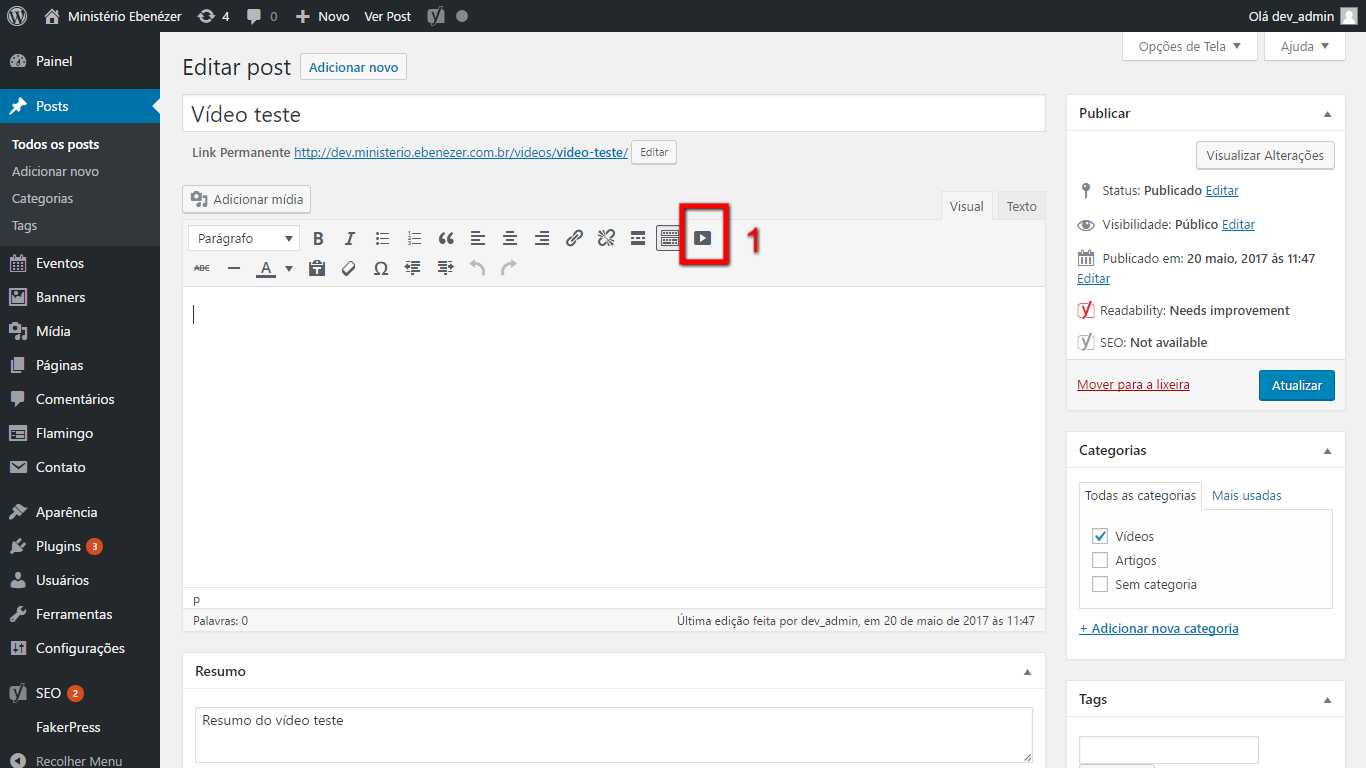 Ministério Ebenézer 4 0 Novo Ver Post Olá dev_admin
Painel
Posts
Todos os posts
Adicionar novo
Categorias
Tags
Eventos
Banners
Mídia
Páginas
Comentários
Flamingo
Contato
Aparência
Plugins 3
Usuários
Ferramentas
Configurações
SEO 2
FakerPress
Recolher Menu
Opções de Tela Ajuda
Editar post Adicionar novo
Vídeo teste
Link Permanente http://dev.ministerio.ebenezer.com.br/videos/video-teste/ Editar
Adicionar mídia
Visual Texto
Parágrafo B I 1
ABC A Ω
p
Palavras: 0 Última edição feita por dev_admin, em 20 de maio de 2017 às 11:47
Resumo
Resumo do vídeo teste
Publicar
Visualizar Alterações
Status: Publicado Editar
Visibilidade: Público Editar
Publicado em: 20 maio, 2017 às 11:47
Editar
Readability: Needs improvement
SEO: Not available
Mover para a lixeira Atualizar
Categorias
Todas as categorias Mais usadas
Vídeos
Artigos
Sem categoria
+ Adicionar nova categoria
Tags